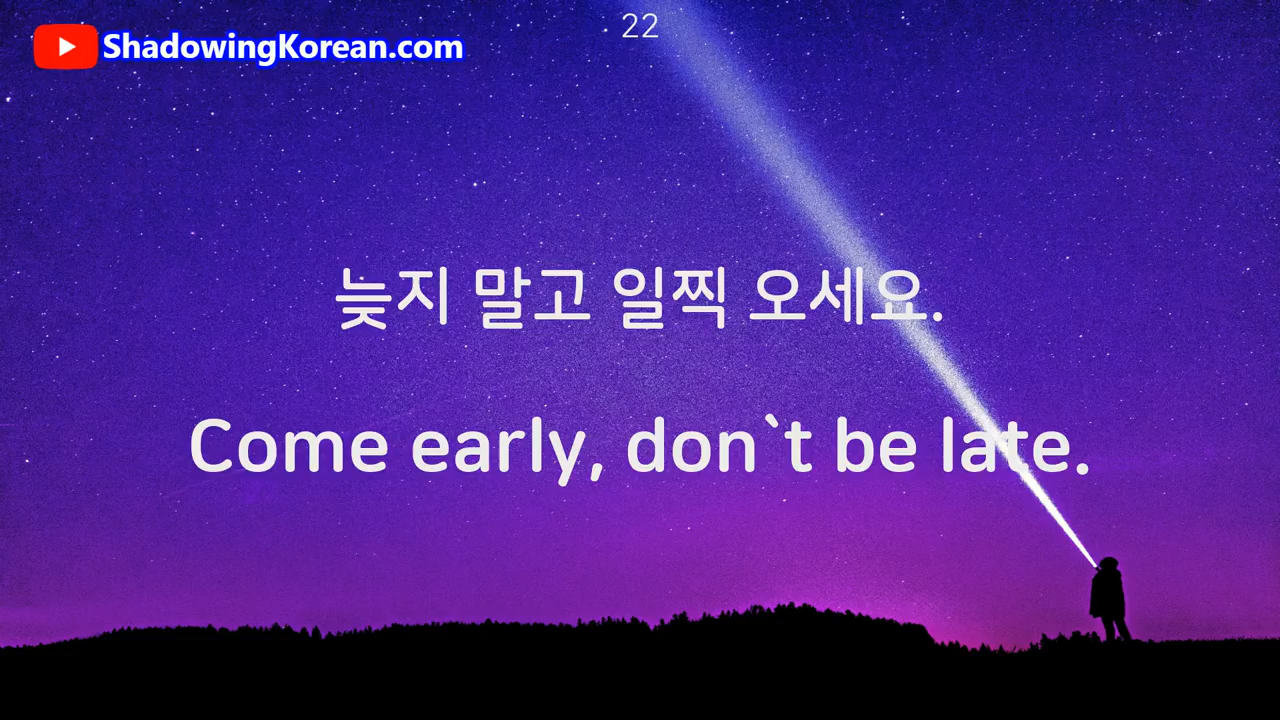 22
ShadowingKorean.com
늦지 말고 일찍 오세요.
Come early, don`t be late.